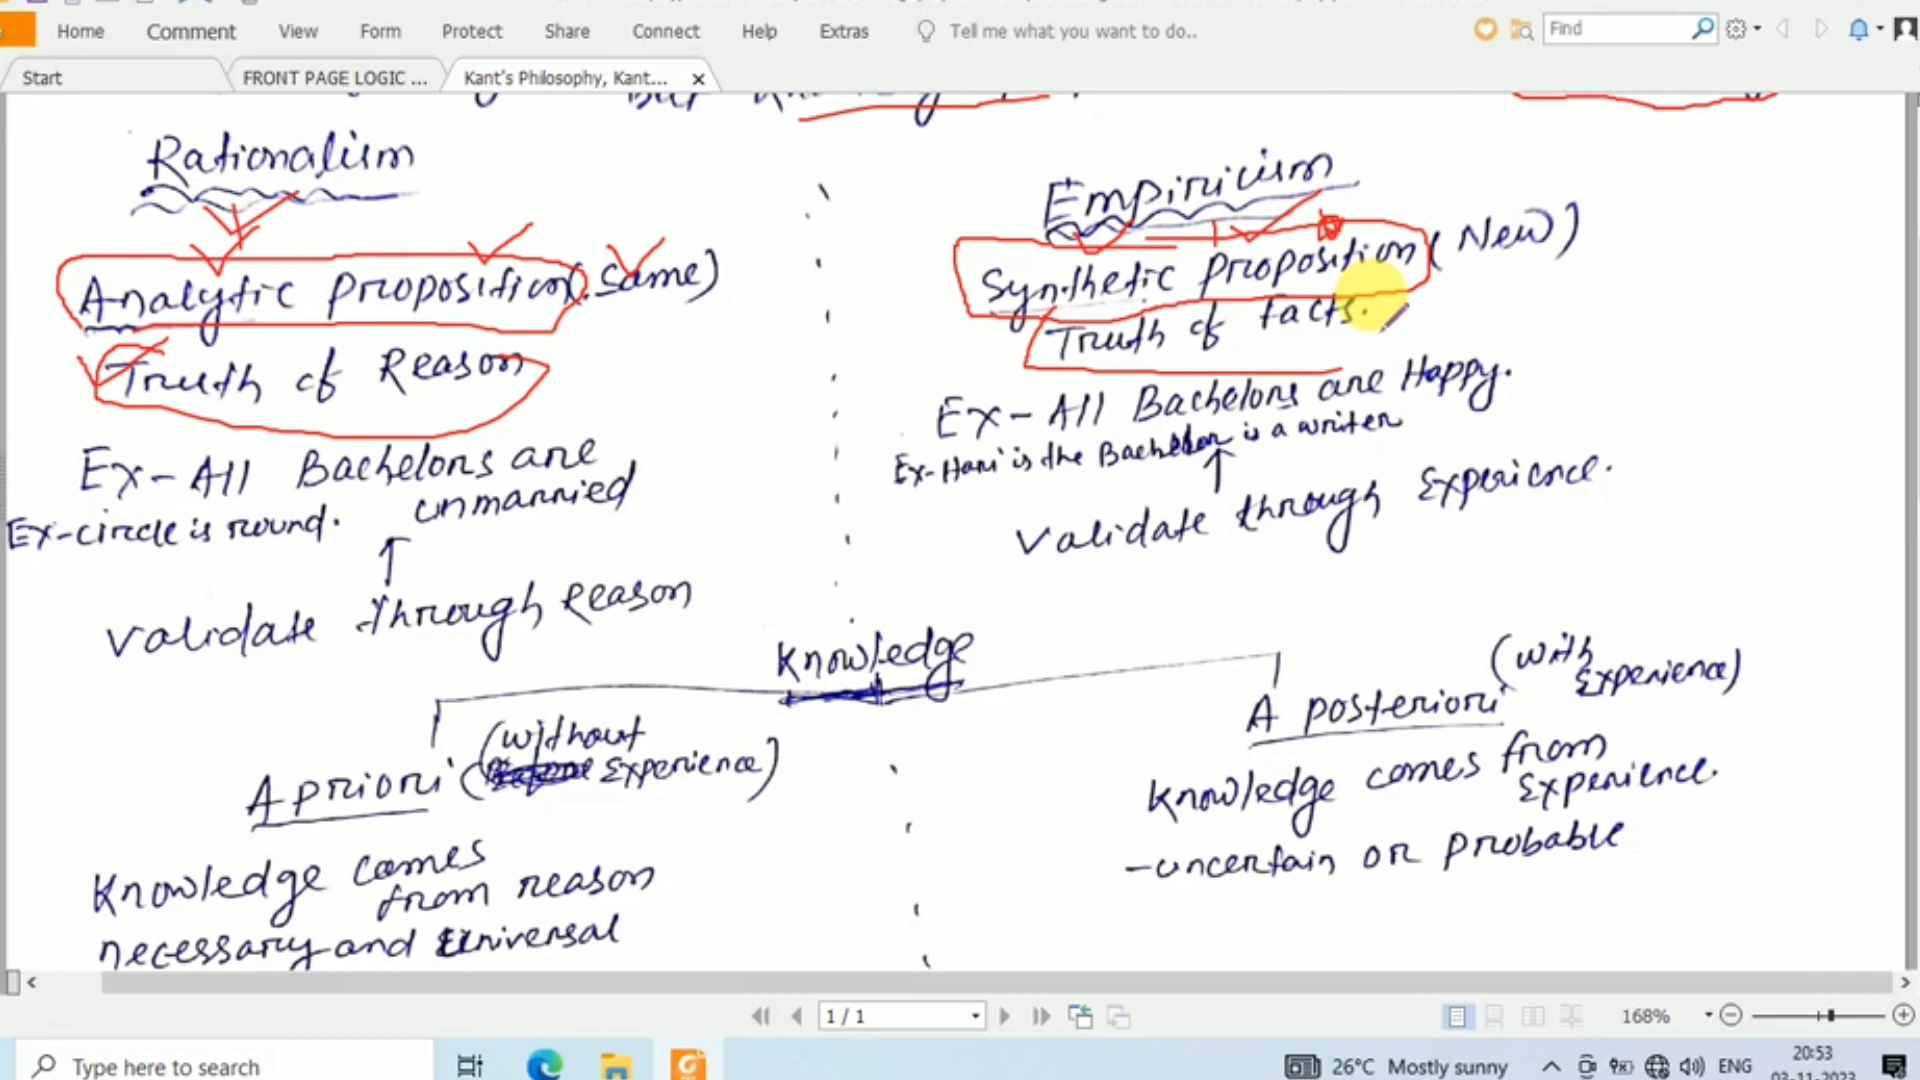 Home Comment View Form Protect Share Connect Help Extras Tell me what you want to do.. Find
Start FRONT PAGE LOGIC ... Kant's Philosophy, Kant...
But
Rationalism
Analytic Proposition (same)
Truth of Reason
Ex-All Bachelors are
unmarried
Ex-circle is round.
validate through Reason
Empiricism
Synthetic proposition (New)
Truth of facts.
Ex-All Bachelors are Happy.
Ex-Hari is the Bachelor is a writer
validate through Experience.
Knowledge
A priori (without
Experience)
Knowledge comes
from reason
necessary and universal
A posteriori (with
Experience)
Knowledge comes from
Experience.
-uncertain or probable
1 / 1 168%
Type here to search 26°C Mostly sunny ENG 20:53
03-11-2023